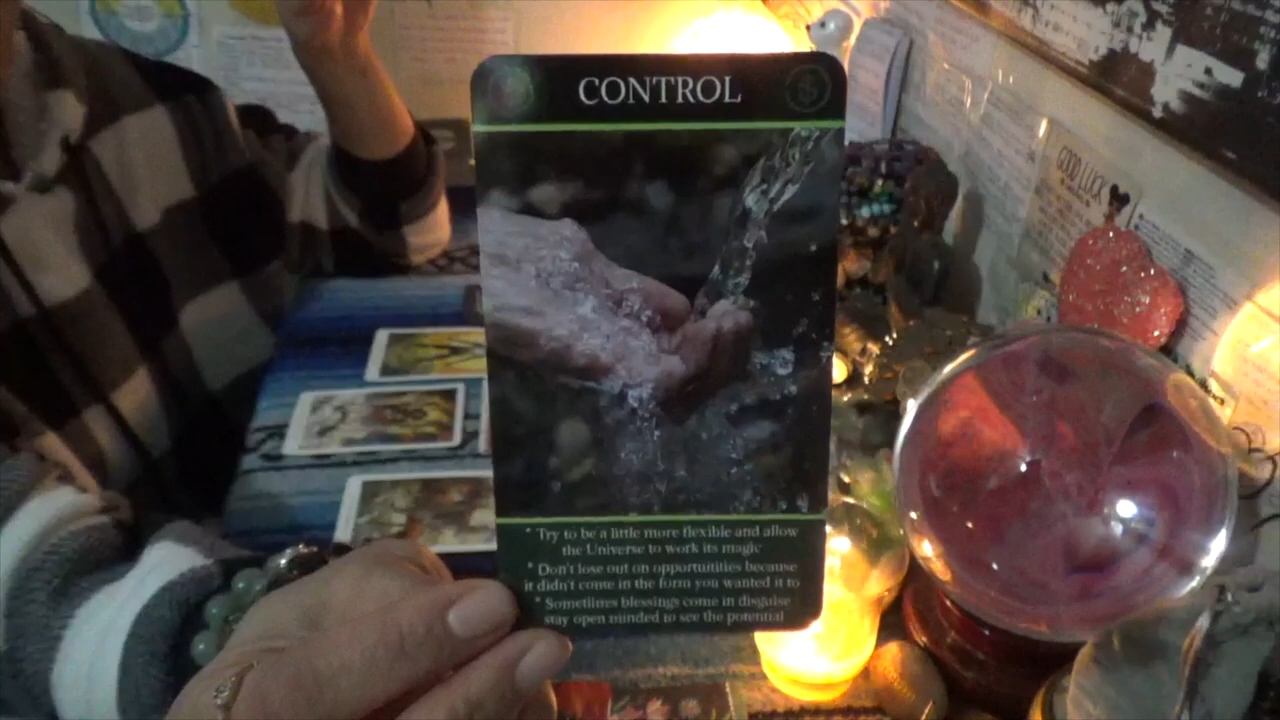 CONTROL
* Try to be a little more flexible and allow
the Universe to work its magic
* Don't lose out on opportunities because
it didn't come in the form you wanted it to
* Sometimes blessings come in disguise
stay open minded to see the potential
GOOD LUCK